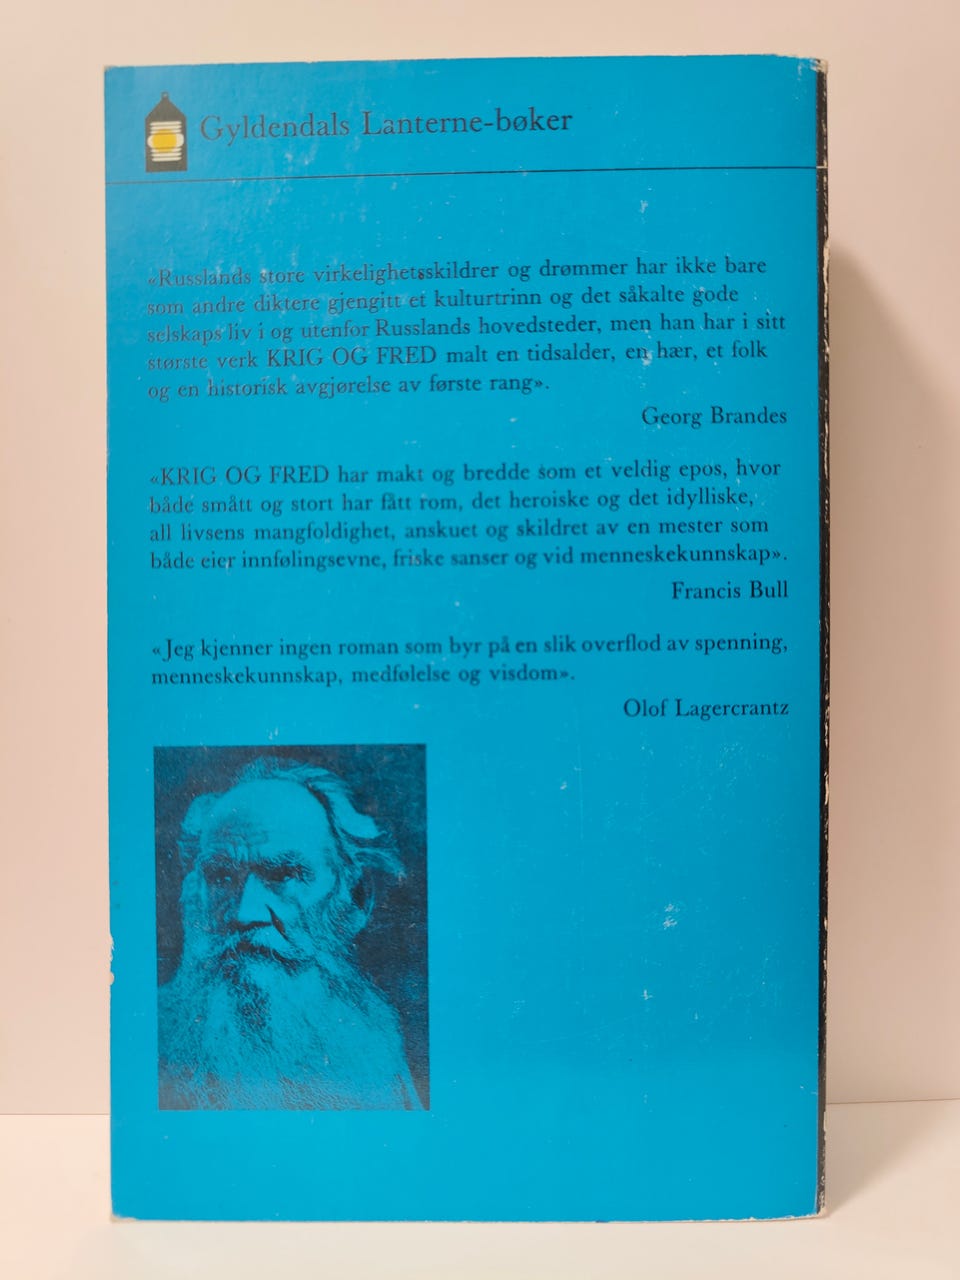 Gyldendals Lanterne-bøker
«Russlands store virkelighetsskildrer og drømmer har ikke bare
som andre diktere gjengitt et kulturtrinn og det såkalte gode
selskaps liv i og utenfor Russlands hovedsteder, men han har i sitt
største verk KRIG OG FRED malt en tidsalder, en hær, et folk
og en historisk avgjørelse av første rang».
Georg Brandes
«KRIG OG FRED har makt og bredde som et veldig epos, hvor
både smått og stort har fått rom, det heroiske og det idylliske,
all livsens mangfoldighet, anskuet og skildret av en mester som
både eier innfølingsevne, friske sanser og vid menneskekunnskap».
Francis Bull
«Jeg kjenner ingen roman som byr på en slik overflod av spenning,
menneskekunnskap, medfølelse og visdom».
Olof Lagercrantz